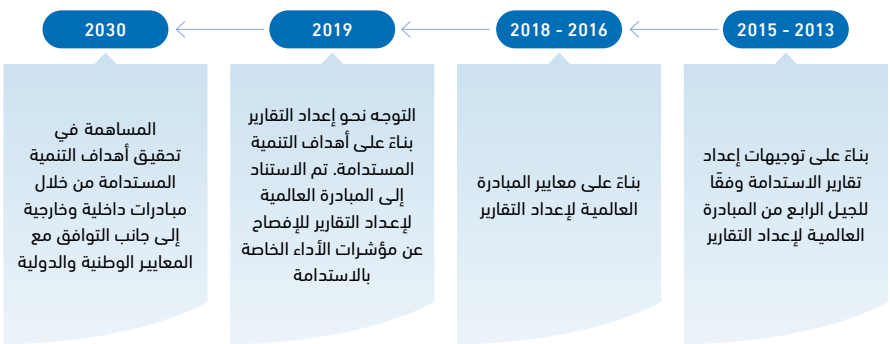 2013 - 2015
بناءً على توجيهات إعداد
تقارير الاستدامة وفقًا
للجيل الرابع من المبادرة
العالمية لإعداد التقارير
2016 - 2018
بناءً على معايير المبادرة
العالمية لإعداد التقارير
2019
التوجه نحو إعداد التقارير
بناءً على أهداف التنمية
المستدامة. تم الاستناد
إلى المبادرة العالمية
لإعداد التقارير للإفصاح
عن مؤشرات الأداء الخاصة
بالاستدامة
2030
المساهمة في
تحقيق أهداف التنمية
المستدامة من خلال
مبادرات داخلية وخارجية
إلى جانب التوافق مع
المعايير الوطنية والدولية